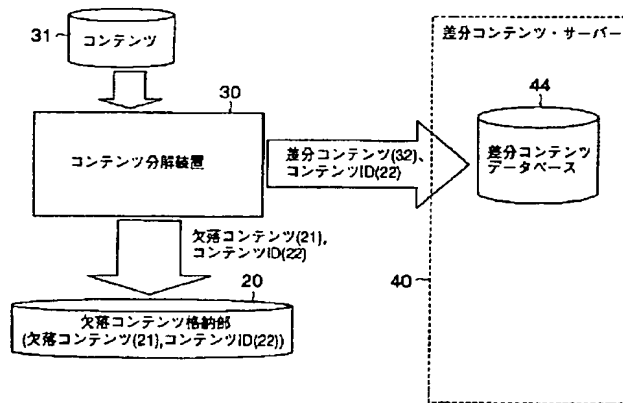 31
コンテンツ
30
コンテンツ分解装置
差分コンテンツ(32)、
コンテンツID(22)
欠落コンテンツ(21),
コンテンツID(22)
20
欠落コンテンツ格納部
(欠落コンテンツ(21),コンテンツID(22))
差分コンテンツ・サーバー
44
差分コンテンツ
データベース
40